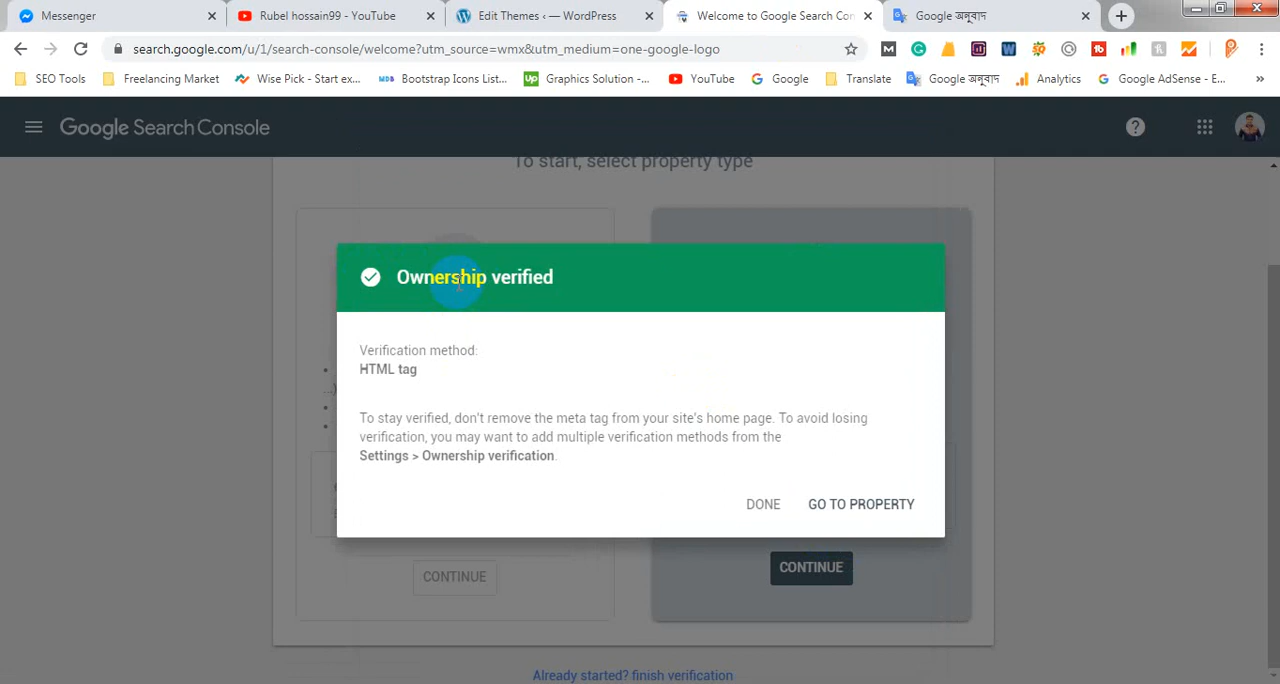 Messenger
Rubel hossain99 - YouTube
Edit Themes ‹ — WordPress
Welcome to Google Search Con
Google অনুবাদ
search.google.com/u/1/search-console/welcome?utm_source=wmx&utm_medium=one-google-logo
SEO Tools
Freelancing Market
Wise Pick - Start ex...
MDB
Bootstrap Icons List...
Up
Graphics Solution -...
YouTube
Google
Translate
Google অনুবাদ
Analytics
Google AdSense - E...
Google Search Console
To start, select property type
Ownership verified
Verification method:
HTML tag
To stay verified, don't remove the meta tag from your site's home page. To avoid losing
verification, you may want to add multiple verification methods from the
Settings > Ownership verification.
DONE
GO TO PROPERTY
CONTINUE
CONTINUE
Already started? finish verification